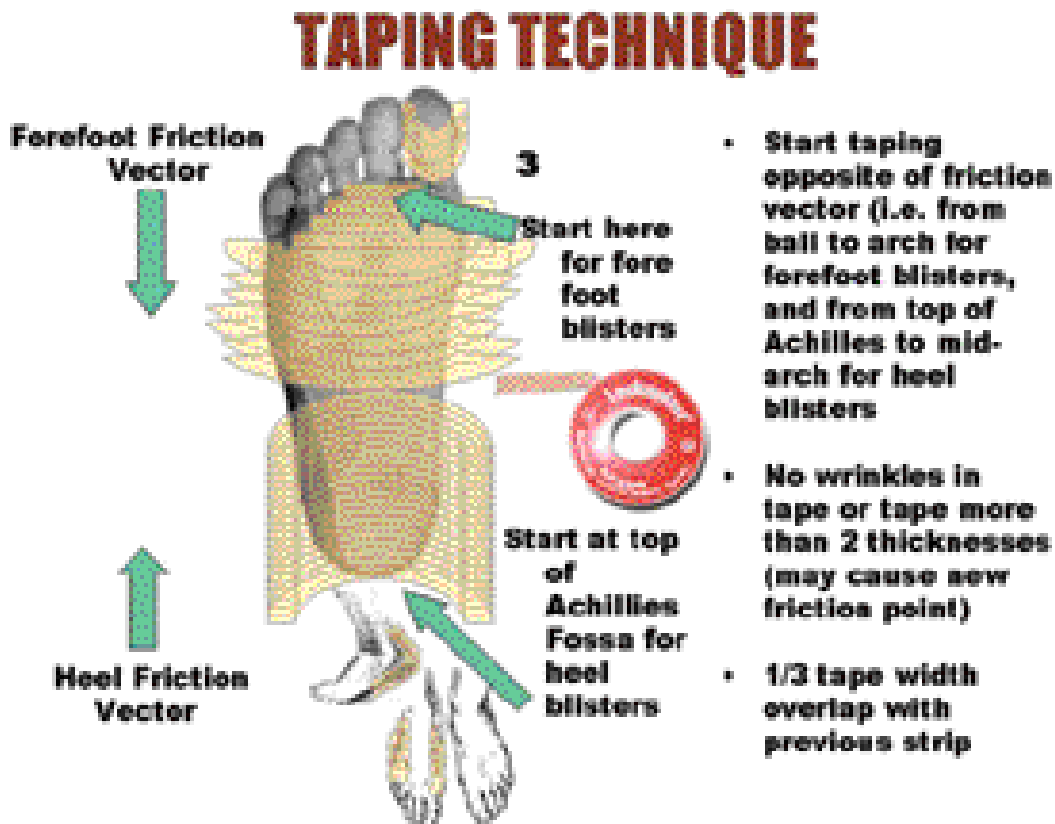 TAPING TECHNIQUE
Forefoot Friction
Vector
3
Start here
for fore
foot
blisters
Start at top
of
Achillies
Fossa for
heel
blisters
Heel Friction
Vector
• Start taping
opposite of friction
vector (i.e. from
ball to arch for
forefoot blisters,
and from top of
Achilles to mid-
arch for heel
blisters
• No wrinkles in
tape or tape more
than 2 thicknesses
(may cause new
friction point)
• 1/3 tape width
overlap with
previous strip